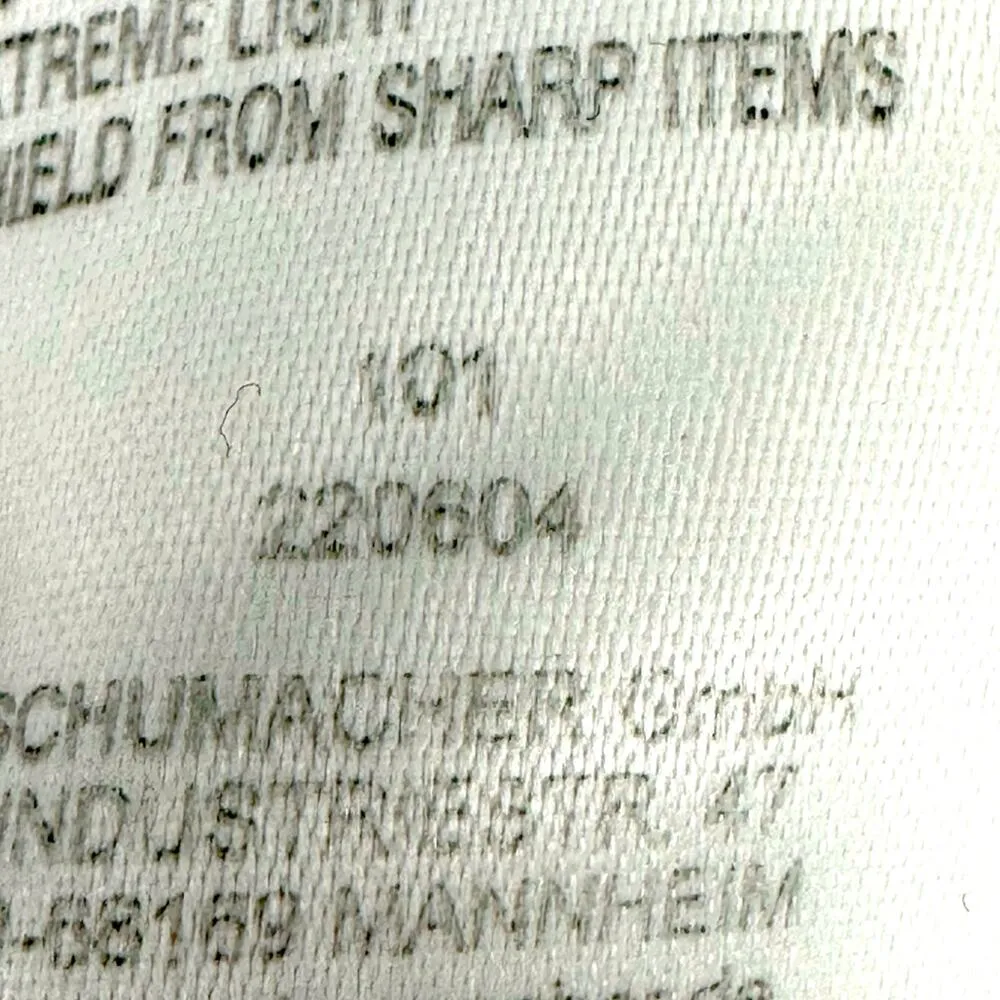 XTREME LIGHT
HIELD FROM SHARP ITEMS
101
220604
SCHUMACHER GmbH
INDUSTRIESTR. 47
-68169 MANNHEIM